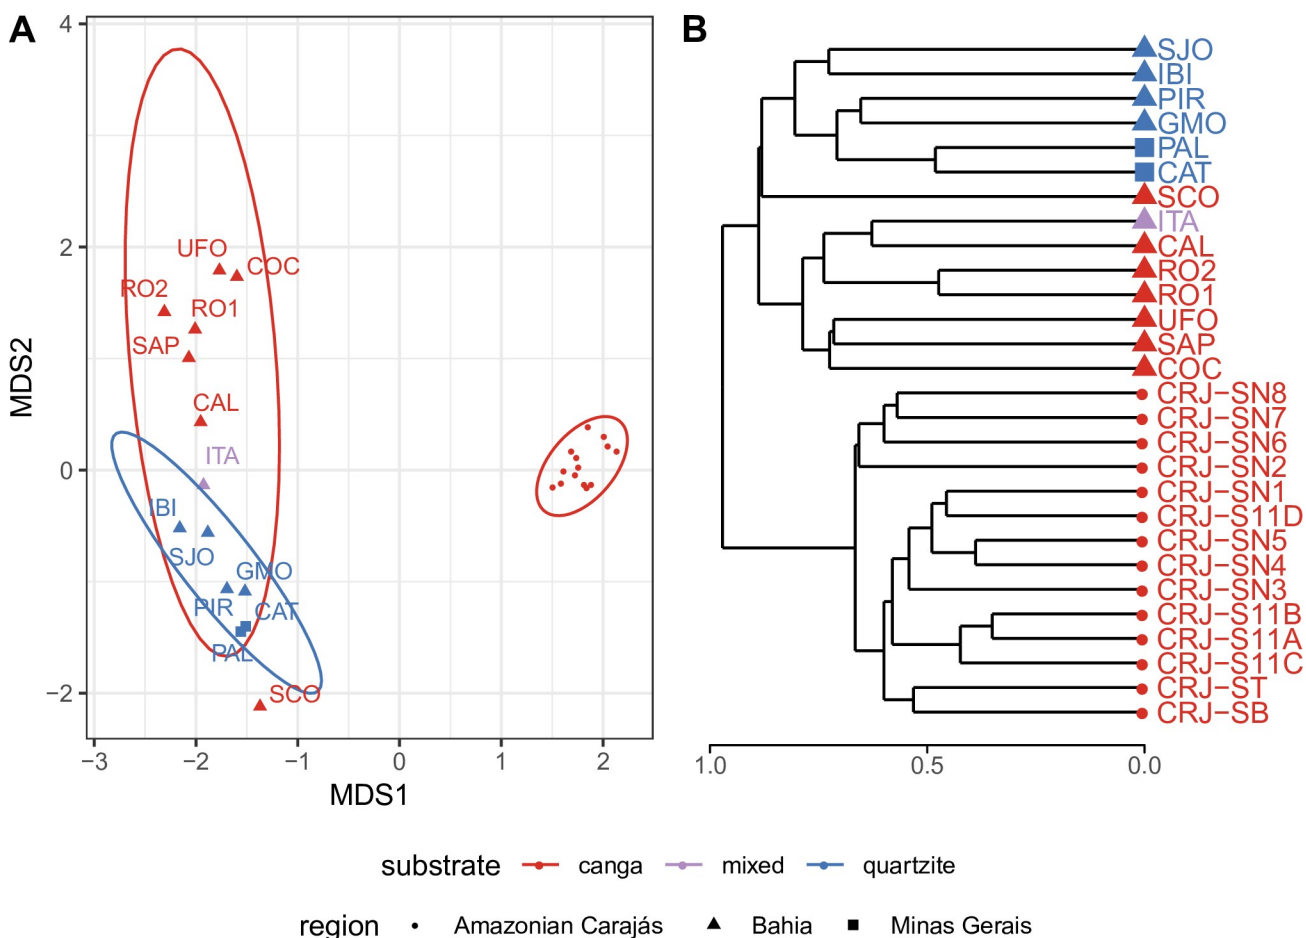 A
4
2
0
−2
MDS2
UFO
COC
RO2
RO1
SAP
CAL
ITA
IBI
SJO
GMO
PIR
CAT
PAL
SCO
−3
−2
−1
0
1
2
MDS1
B
SJO
IBI
PIR
GMO
PAL
CAT
SCO
ITA
CAL
RO2
RO1
UFO
SAP
COC
CRJ−SN8
CRJ−SN7
CRJ−SN6
CRJ−SN2
CRJ−SN1
CRJ−S11D
CRJ−SN5
CRJ−SN4
CRJ−SN3
CRJ−S11B
CRJ−S11A
CRJ−S11C
CRJ−ST
CRJ−SB
1.0 0.5 0.0
substrate canga mixed quartzite
region Amazonian Carajás Bahia Minas Gerais